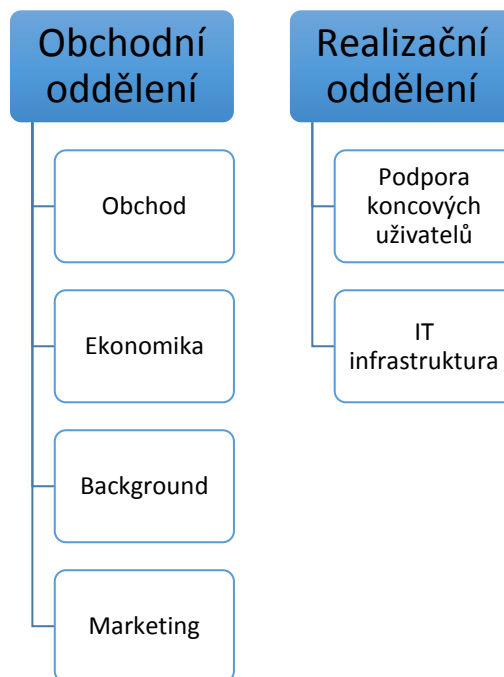 Obchodní
oddělení
Obchod
Ekonomika
Background
Marketing
Realizační
oddělení
Podpora
koncových
uživatelů
IT
infrastruktura